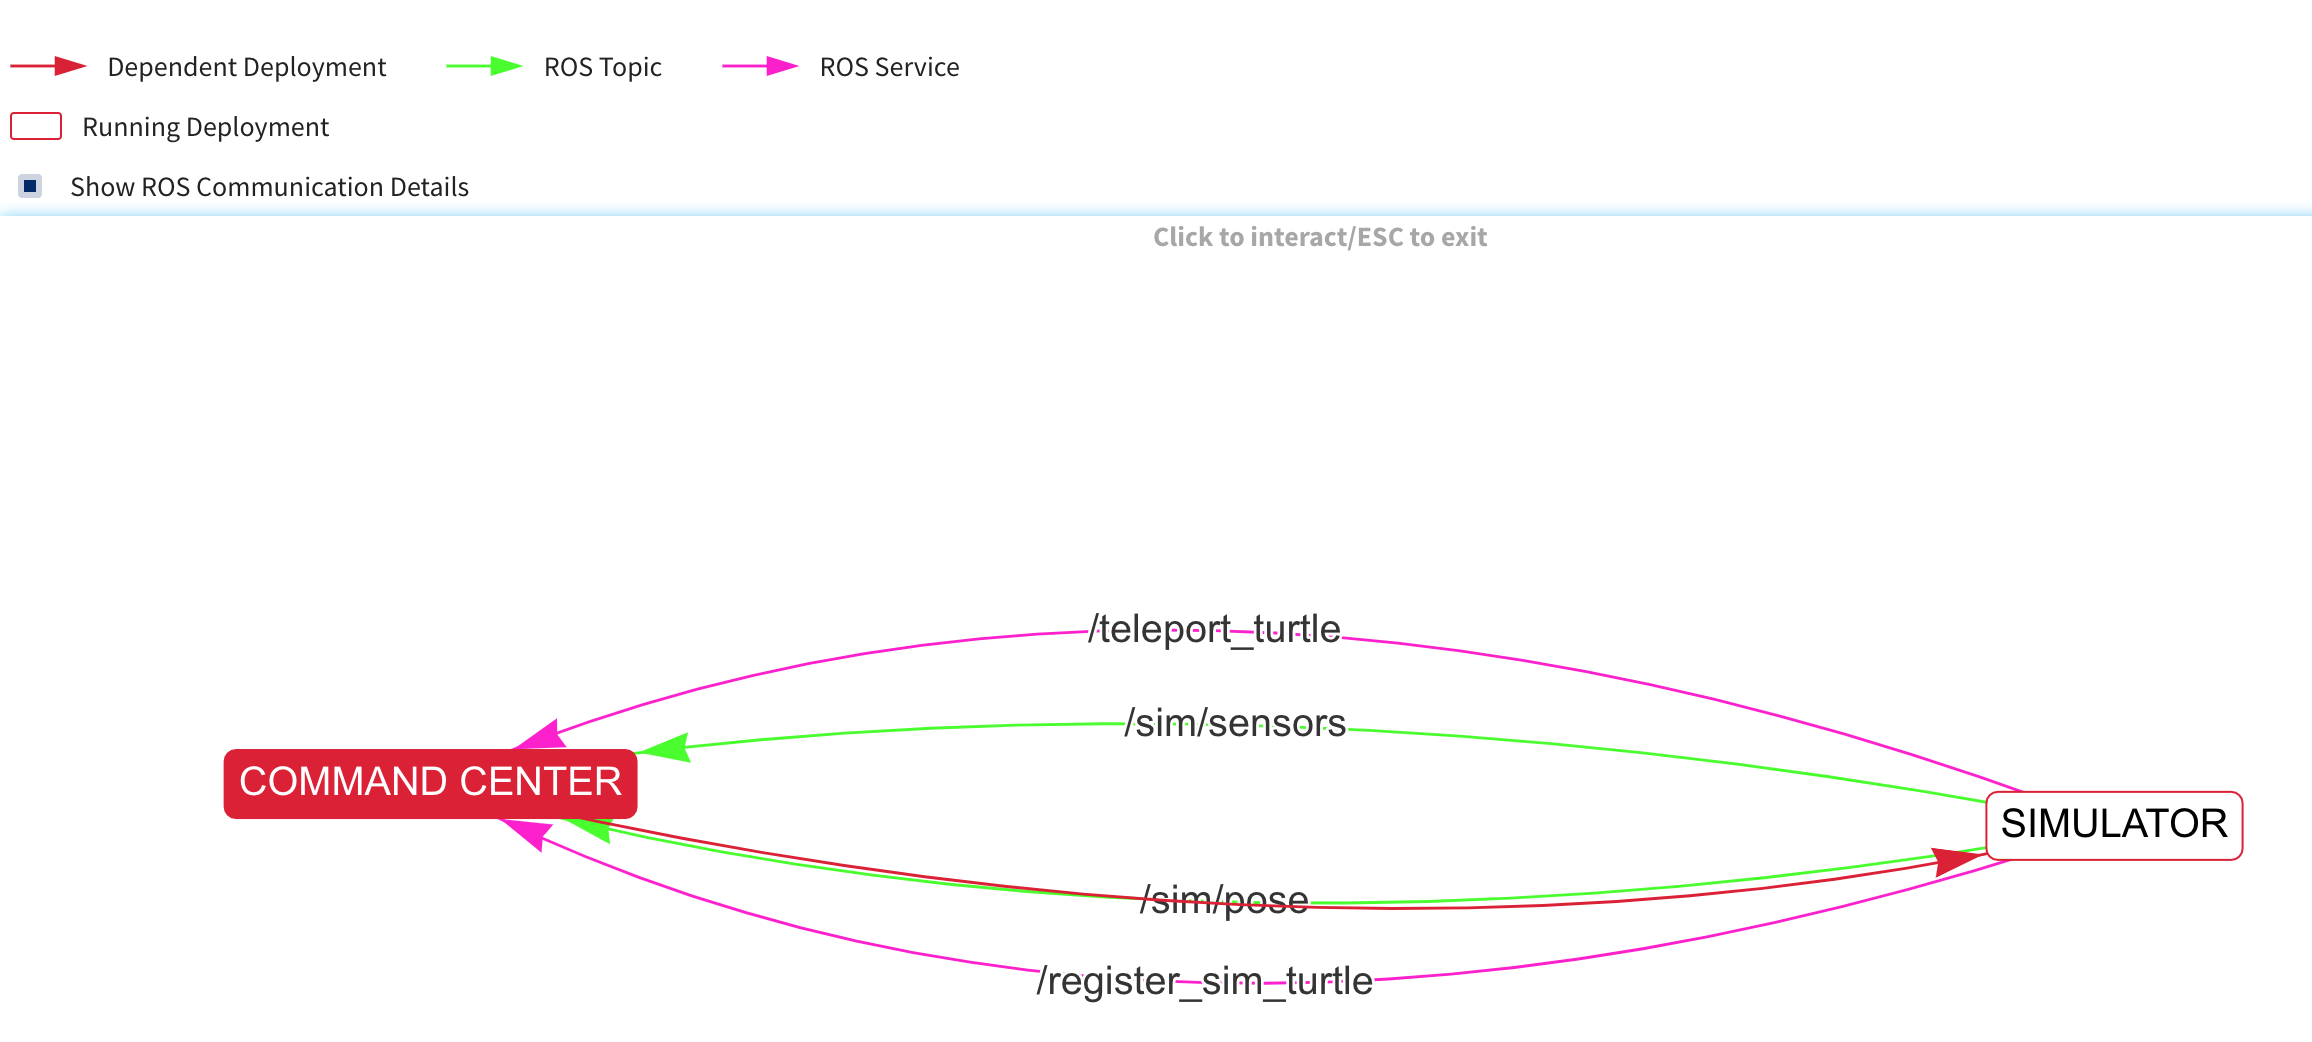 Dependent Deployment
ROS Topic
ROS Service
Running Deployment
Show ROS Communication Details
Click to interact/ESC to exit
/teleport_turtle
/sim/sensors
COMMAND CENTER
SIMULATOR
/sim/pose
/register_sim_turtle